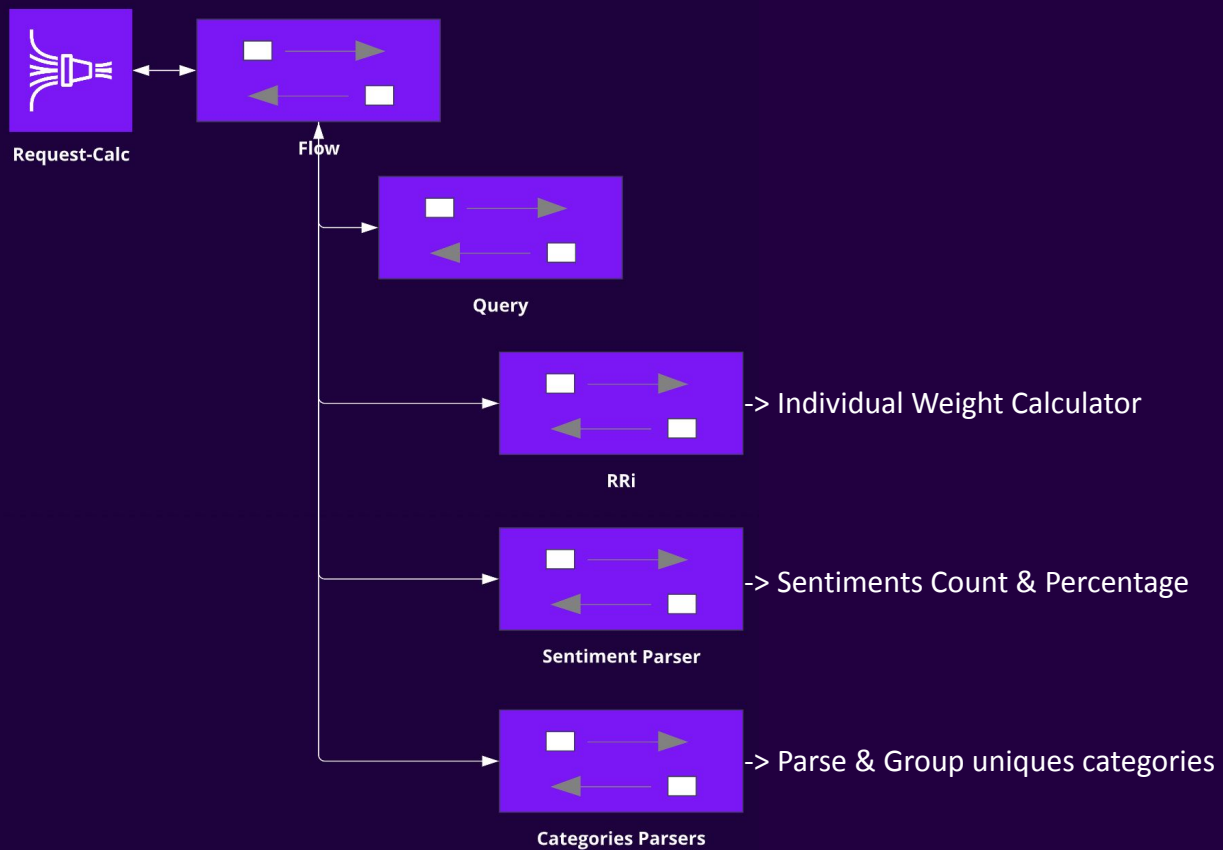 Request-Calc
Flow
Query
-> Individual Weight Calculator
RRi
-> Sentiments Count & Percentage
Sentiment Parser
-> Parse & Group uniques categories
Categories Parsers